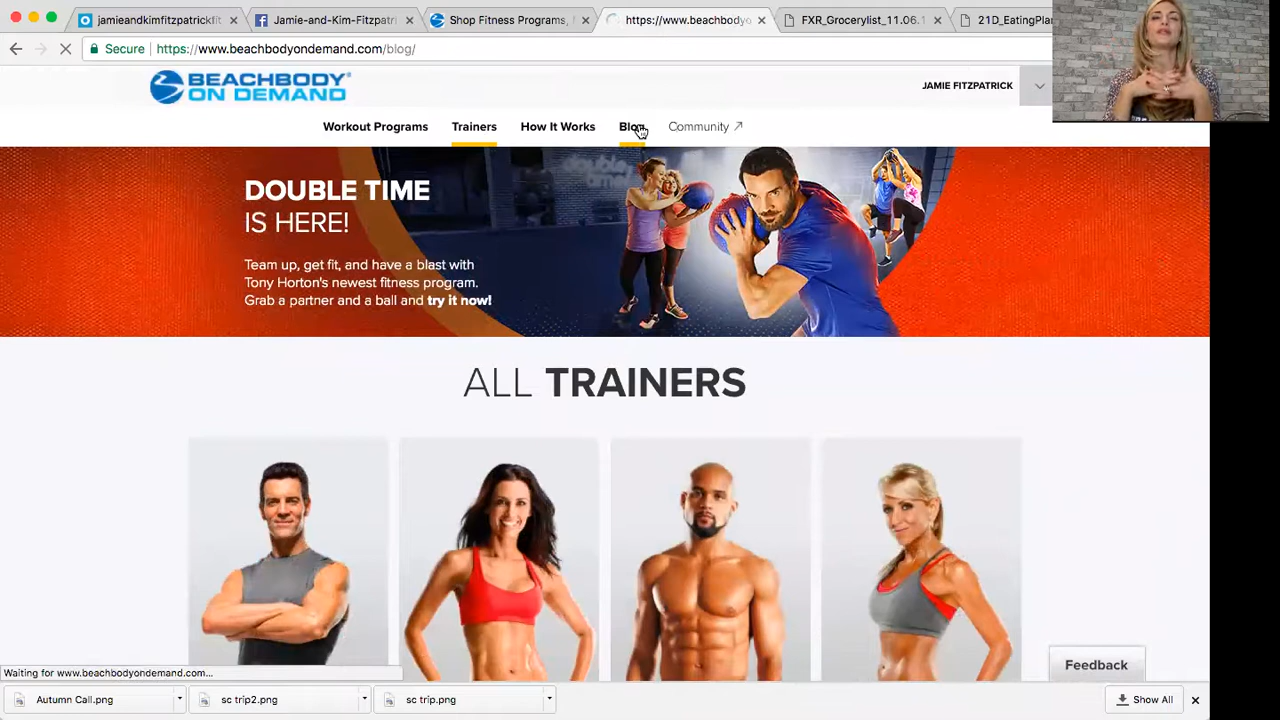 jamieandkimfitzpatrickfit
Jamie-and-Kim-Fitzpatri
Shop Fitness Programs,
https://www.beachbodyo
FXR_Grocerylist_11.06.1
21D_EatingPlan
Secure
https://www.beachbodyondemand.com/blog/
BEACHBODY
ON DEMAND
JAMIE FITZPATRICK
Workout Programs
Trainers
How It Works
Blog
Community
DOUBLE TIME
IS HERE!
Team up, get fit, and have a blast with
Tony Horton's newest fitness program.
Grab a partner and a ball and try it now!
ALL TRAINERS
Feedback
Waiting for www.beachbodyondemand.com...
Autumn Call.png
sc trip2.png
sc trip.png
Show All